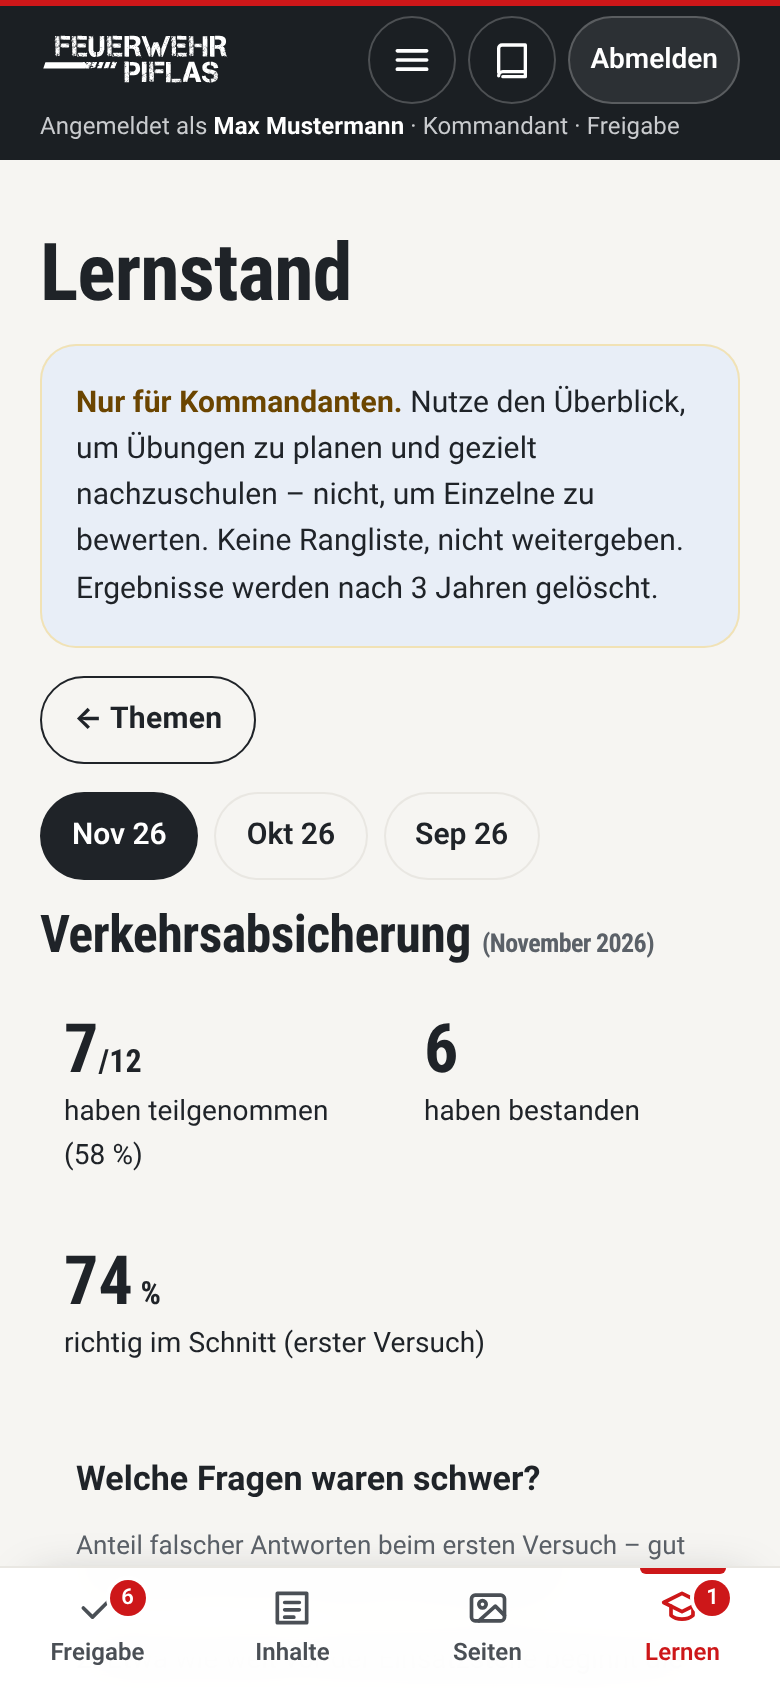 FEUERWEHR
PIFLAS
Abmelden
Angemeldet als Max Mustermann · Kommandant · Freigabe
Lernstand
Nur für Kommandanten. Nutze den Überblick,
um Übungen zu planen und gezielt
nachzuschulen – nicht, um Einzelne zu
bewerten. Keine Rangliste, nicht weitergeben.
Ergebnisse werden nach 3 Jahren gelöscht.
← Themen
Nov 26 Okt 26 Sep 26
Verkehrsabsicherung (November 2026)
7/12
haben teilgenommen
(58 %)
6
haben bestanden
74 %
richtig im Schnitt (erster Versuch)
Welche Fragen waren schwer?
Anteil falscher Antworten beim ersten Versuch – gut
6 1
Freigabe Inhalte Seiten Lernen